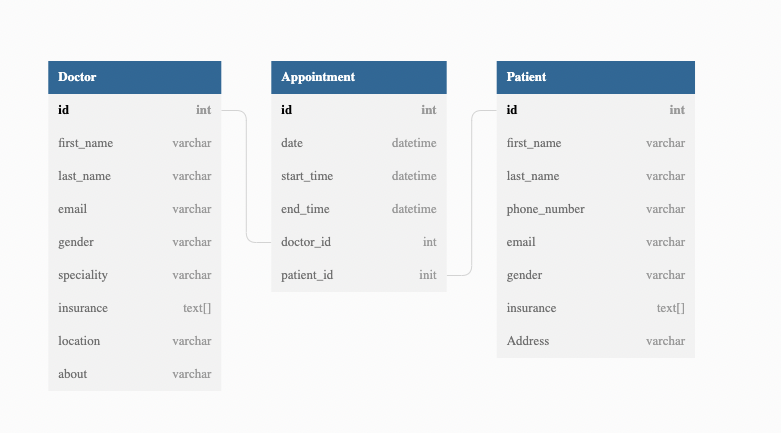 Doctor
id int
first_name varchar
last_name varchar
email varchar
gender varchar
speciality varchar
insurance text[]
location varchar
about varchar
Appointment
id int
date datetime
start_time datetime
end_time datetime
doctor_id int
patient_id init
Patient
id int
first_name varchar
last_name varchar
phone_number varchar
email varchar
gender varchar
insurance text[]
Address varchar